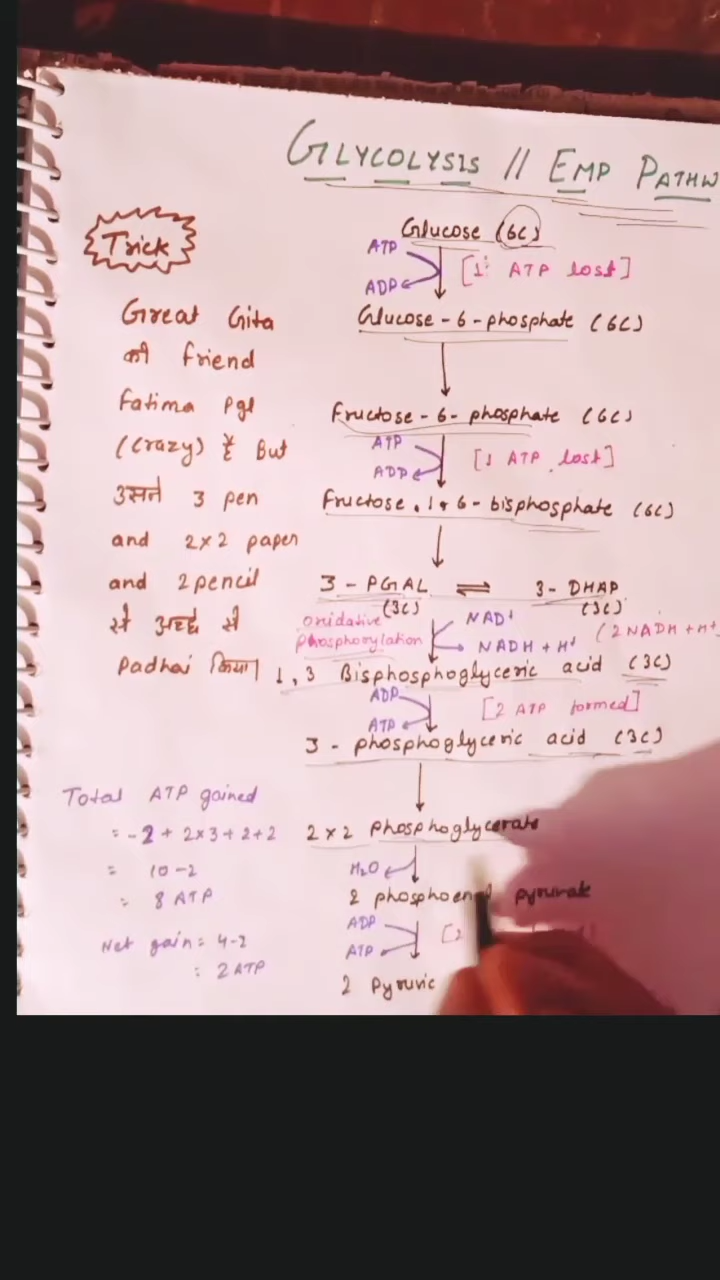 GLYCOLYSIS // EMP PATHW
Trick
Great Gita
की friend
Fatima Pgl
(Crazy) है But
उसने 3 pen
and 2x2 paper
and 2pencil
से अच्छे से
Padhai किया।
Glucose (6C)
ATP
ADP
[1 ATP lost]
Glucose-6-phosphate (6C)
Fructose-6-phosphate (6C)
ATP
ADP
[1 ATP lost]
Fructose, 1 & 6-bisphosphate (6C)
3-PGAL ⇌ 3-DHAP
(3C) (3C)
Oxidative
Phosphorylation
NAD⁺
NADH + H⁺
(2NADH + H⁺
1,3 Bisphosphoglyceric acid (3C)
ADP
ATP
[2 ATP formed]
3-phosphoglyceric acid (3C)
2x2 phosphoglycerate
H₂O
2 phosphoenol pyruvate
ADP
ATP
[2
2 Pyruvic
Total ATP gained
= -2 + 2x3+2+2
= 10-2
= 8 ATP
Net gain = 4-2
= 2 ATP